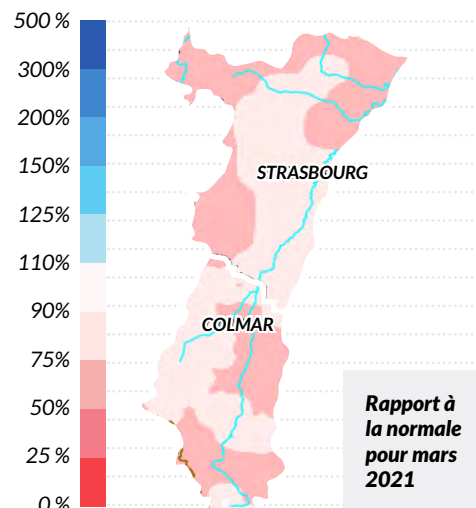 500 %
300 %
200 %
150 %
125 %
110 %
90 %
75 %
50 %
25 %
0 %
STRASBOURG
COLMAR
Rapport à
la normale
pour mars
2021